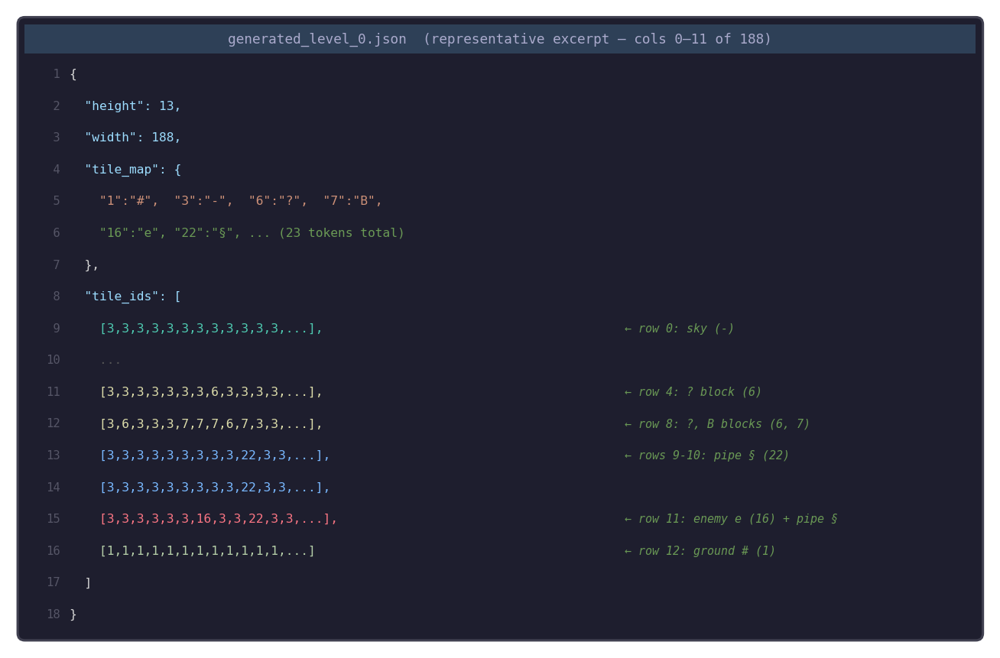 generated_level_0.json  (representative excerpt — cols 0–11 of 188)
1 {
2   "height": 13,
3   "width": 188,
4   "tile_map": {
5     "1":"#",  "3":"-",  "6":"?",  "7":"B",
6     "16":"e", "22":"§", ... (23 tokens total)
7   },
8   "tile_ids": [
9     [3,3,3,3,3,3,3,3,3,3,3,3,...],   ← row 0: sky (-)
10     ...
11     [3,3,3,3,3,3,3,6,3,3,3,3,...],   ← row 4: ? block (6)
12     [3,6,3,3,3,7,7,7,6,7,3,3,...],   ← row 8: ?, B blocks (6, 7)
13     [3,3,3,3,3,3,3,3,3,22,3,3,...],   ← rows 9-10: pipe § (22)
14     [3,3,3,3,3,3,3,3,3,22,3,3,...],
15     [3,3,3,3,3,3,16,3,3,22,3,3,...],   ← row 11: enemy e (16) + pipe §
16     [1,1,1,1,1,1,1,1,1,1,1,1,...]   ← row 12: ground # (1)
17   ]
18 }